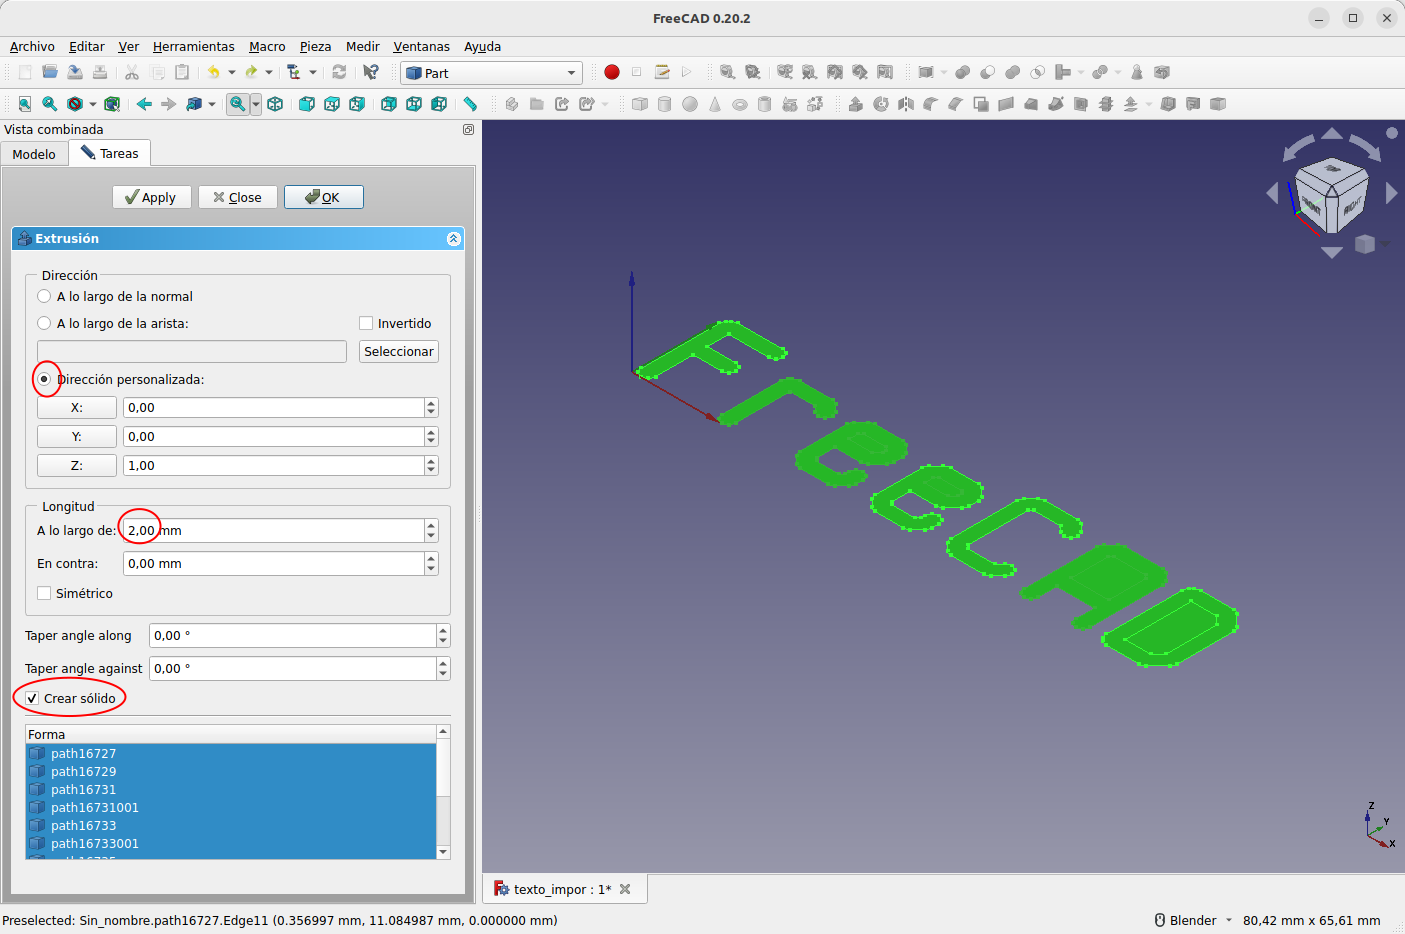 FreeCAD 0.20.2
Archivo Editar Ver Herramientas Macro Pieza Medir Ventanas Ayuda
Part
Vista combinada
Modelo Tareas
Apply Close OK
Extrusión
Dirección
A lo largo de la normal
A lo largo de la arista: Invertido
Seleccionar
Dirección personalizada:
X: 0,00
Y: 0,00
Z: 1,00
Longitud
A lo largo de: 2,00 mm
En contra: 0,00 mm
Simétrico
Taper angle along 0,00 °
Taper angle against 0,00 °
Crear sólido
Forma
path16727
path16729
path16731
path16731001
path16733
path16733001
FreeCAD
FRONT RIGHT
Z
Y
X
texto_impor : 1*
Preselected: Sin_nombre.path16727.Edge11 (0.356997 mm, 11.084987 mm, 0.000000 mm) Blender 80,42 mm x 65,61 mm